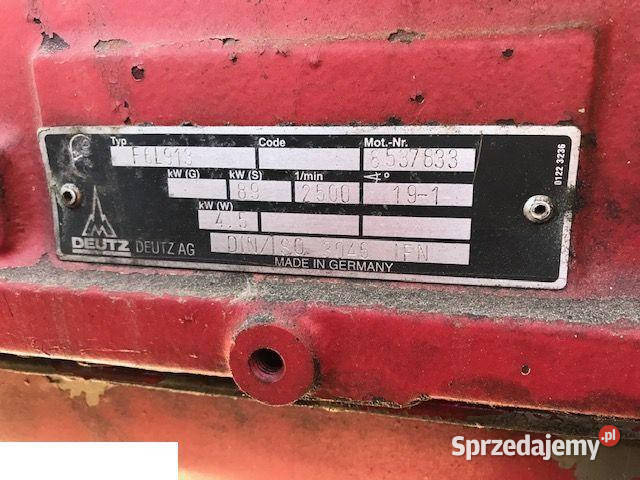 Typ Code Mot.-Nr.
F6L913 8537833
kW (G) kW (S) 1/min
89 2500 19-1
kW (W)
4,5
DEUTZ DEUTZ AG DIN/ISO 3046 IFN
MADE IN GERMANY
0122 3236
Sprzedajemy.pl